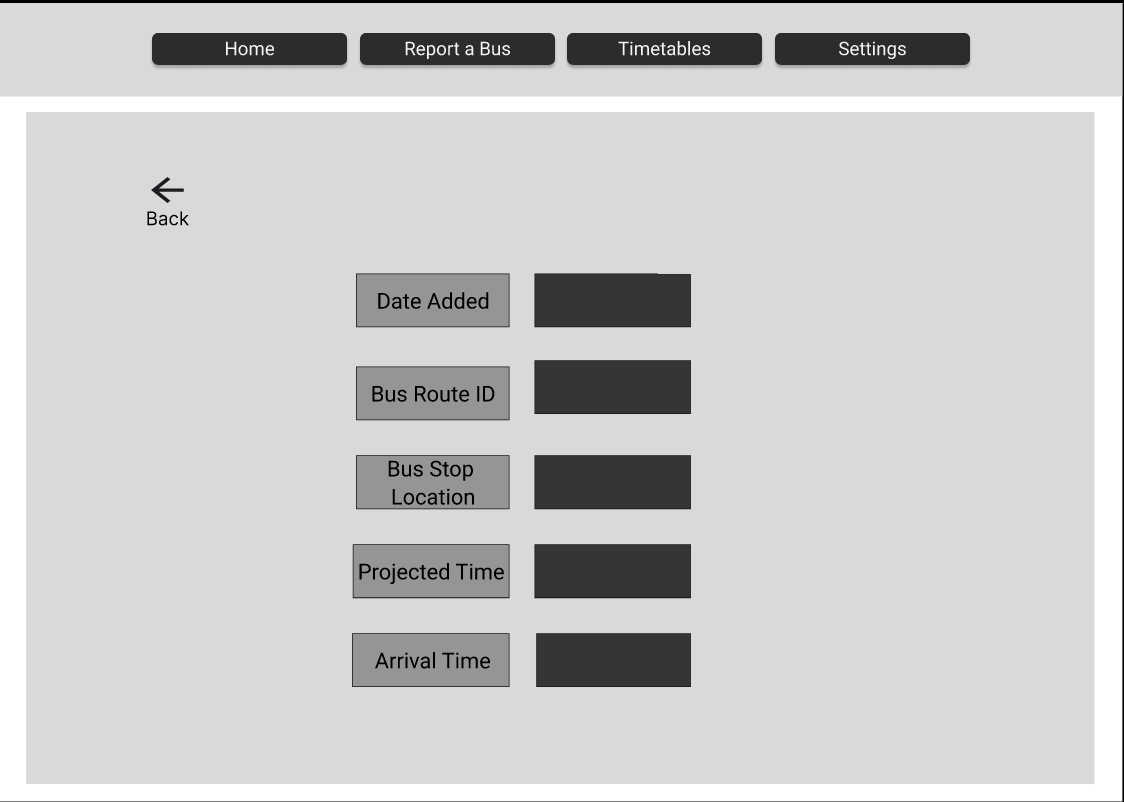 Home Report a Bus Timetables Settings
Back
Date Added
Bus Route ID
Bus Stop
Location
Projected Time
Arrival Time